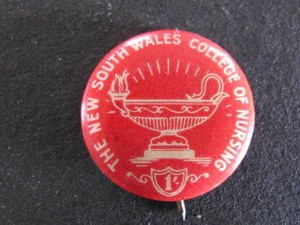 THE NEW SOUTH WALES COLLEGE OF NURSING
1/-